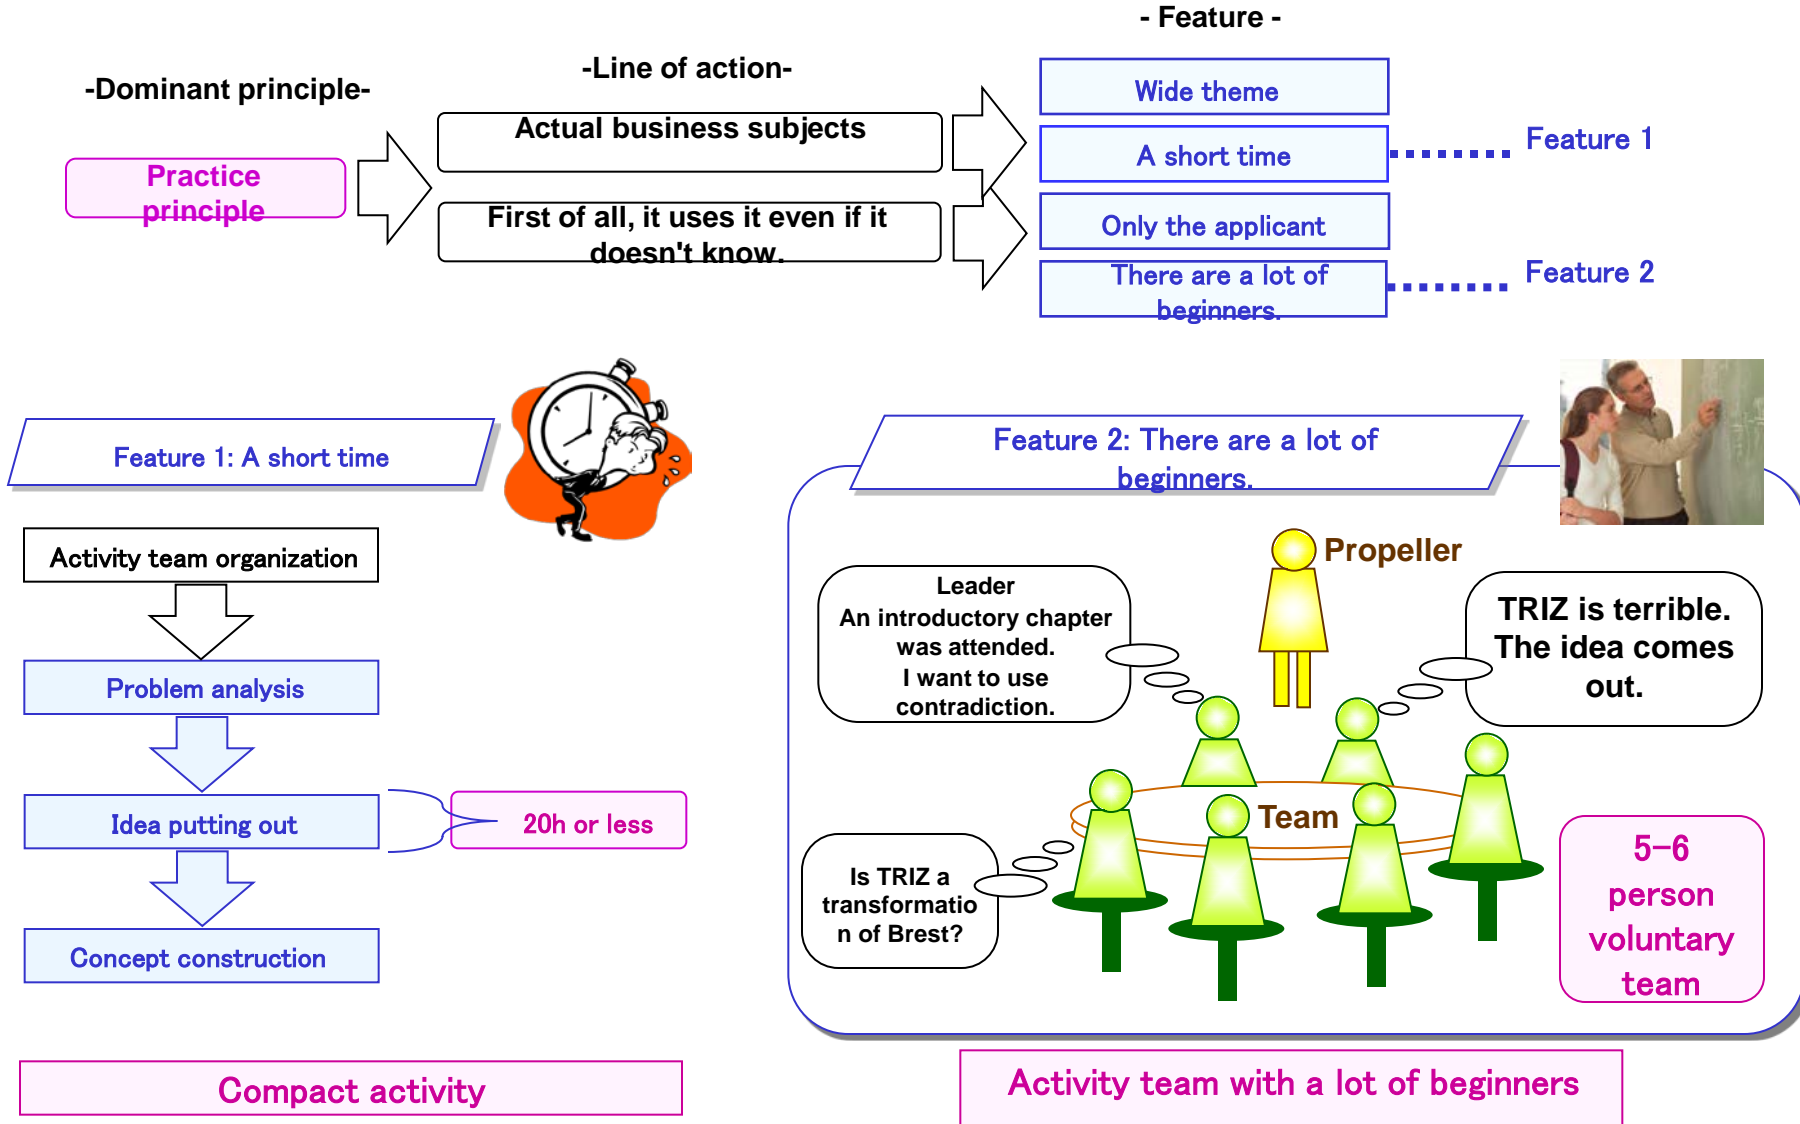 - Feature -
-Line of action-
-Dominant principle-
Wide theme
Actual business subjects
A short time
Feature 1
Practice
principle
First of all, it uses it even if it
doesn't know.
Only the applicant
There are a lot of
beginners.
Feature 2
Feature 1: A short time
Feature 2: There are a lot of
beginners.
Activity team organization
Problem analysis
Idea putting out
20h or less
Concept construction
Compact activity
Propeller
Leader
An introductory chapter
was attended.
I want to use
contradiction.
TRIZ is terrible.
The idea comes
out.
Team
Is TRIZ a
transformatio
n of Brest?
5-6
person
voluntary
team
Activity team with a lot of beginners